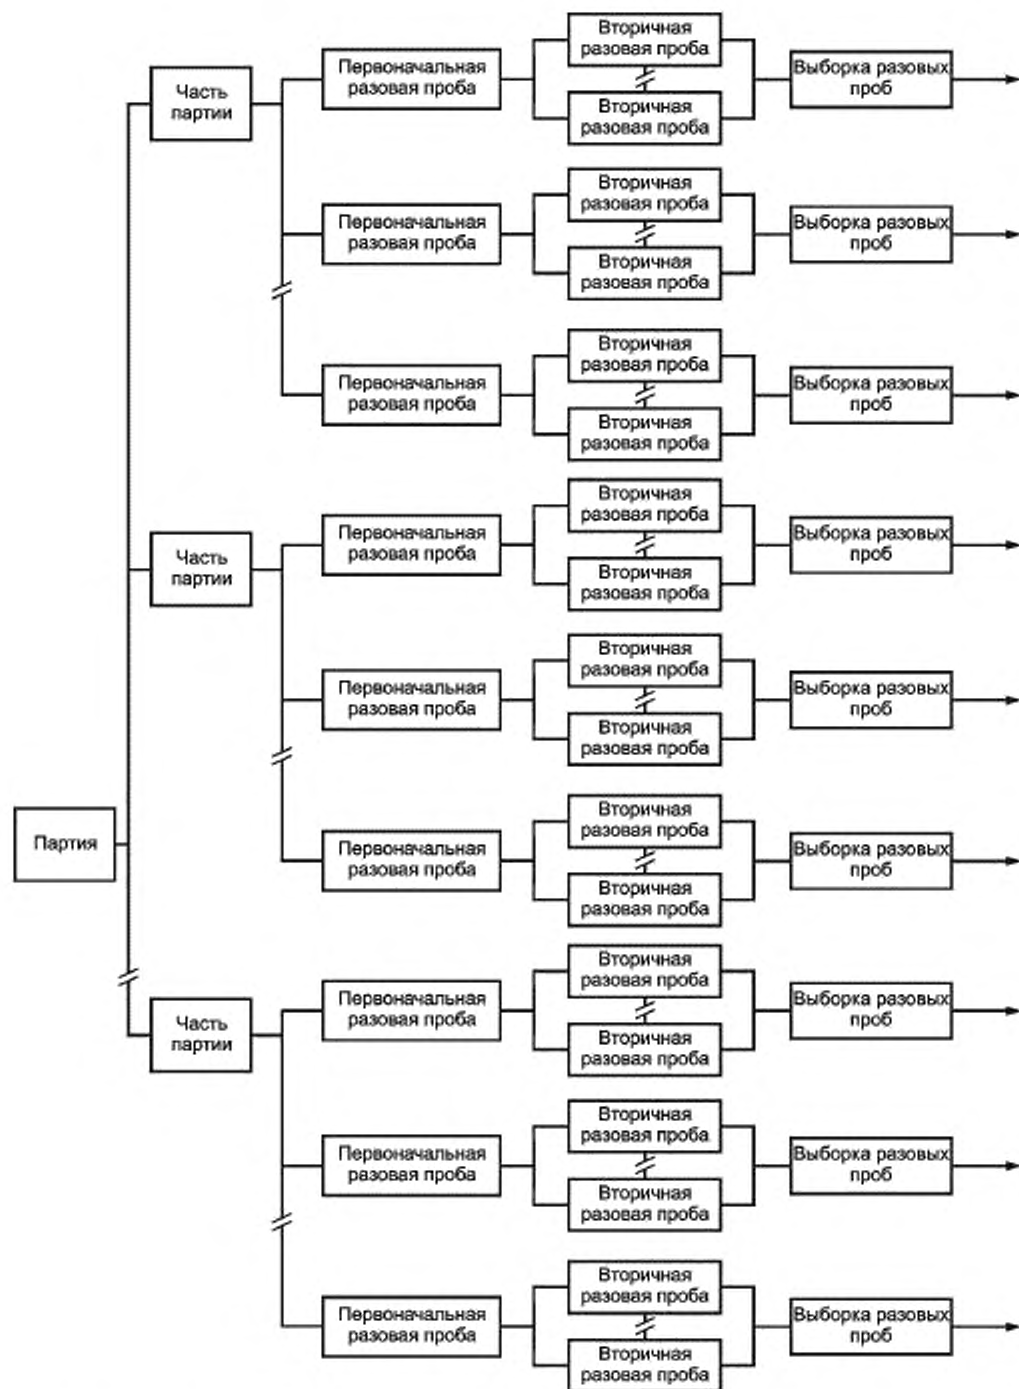 Вторичная
разовая проба
Первоначальная
разовая проба
Выборка разовых
проб
Часть
партии
Вторичная
разовая проба
Вторичная
разовая проба
Первоначальная
разовая проба
Выборка разовых
проб
Вторичная
разовая проба
Вторичная
разовая проба
Первоначальная
разовая проба
Выборка разовых
проб
Вторичная
разовая проба
Вторичная
разовая проба
Первоначальная
разовая проба
Выборка разовых
проб
Часть
партии
Вторичная
разовая проба
Вторичная
разовая проба
Первоначальная
разовая проба
Выборка разовых
проб
Вторичная
разовая проба
Вторичная
разовая проба
Партия
Первоначальная
разовая проба
Выборка разовых
проб
Вторичная
разовая проба
Вторичная
разовая проба
Первоначальная
разовая проба
Выборка разовых
проб
Часть
партии
Вторичная
разовая проба
Вторичная
разовая проба
Первоначальная
разовая проба
Выборка разовых
проб
Вторичная
разовая проба
Вторичная
разовая проба
Первоначальная
разовая проба
Выборка разовых
проб
Вторичная
разовая проба